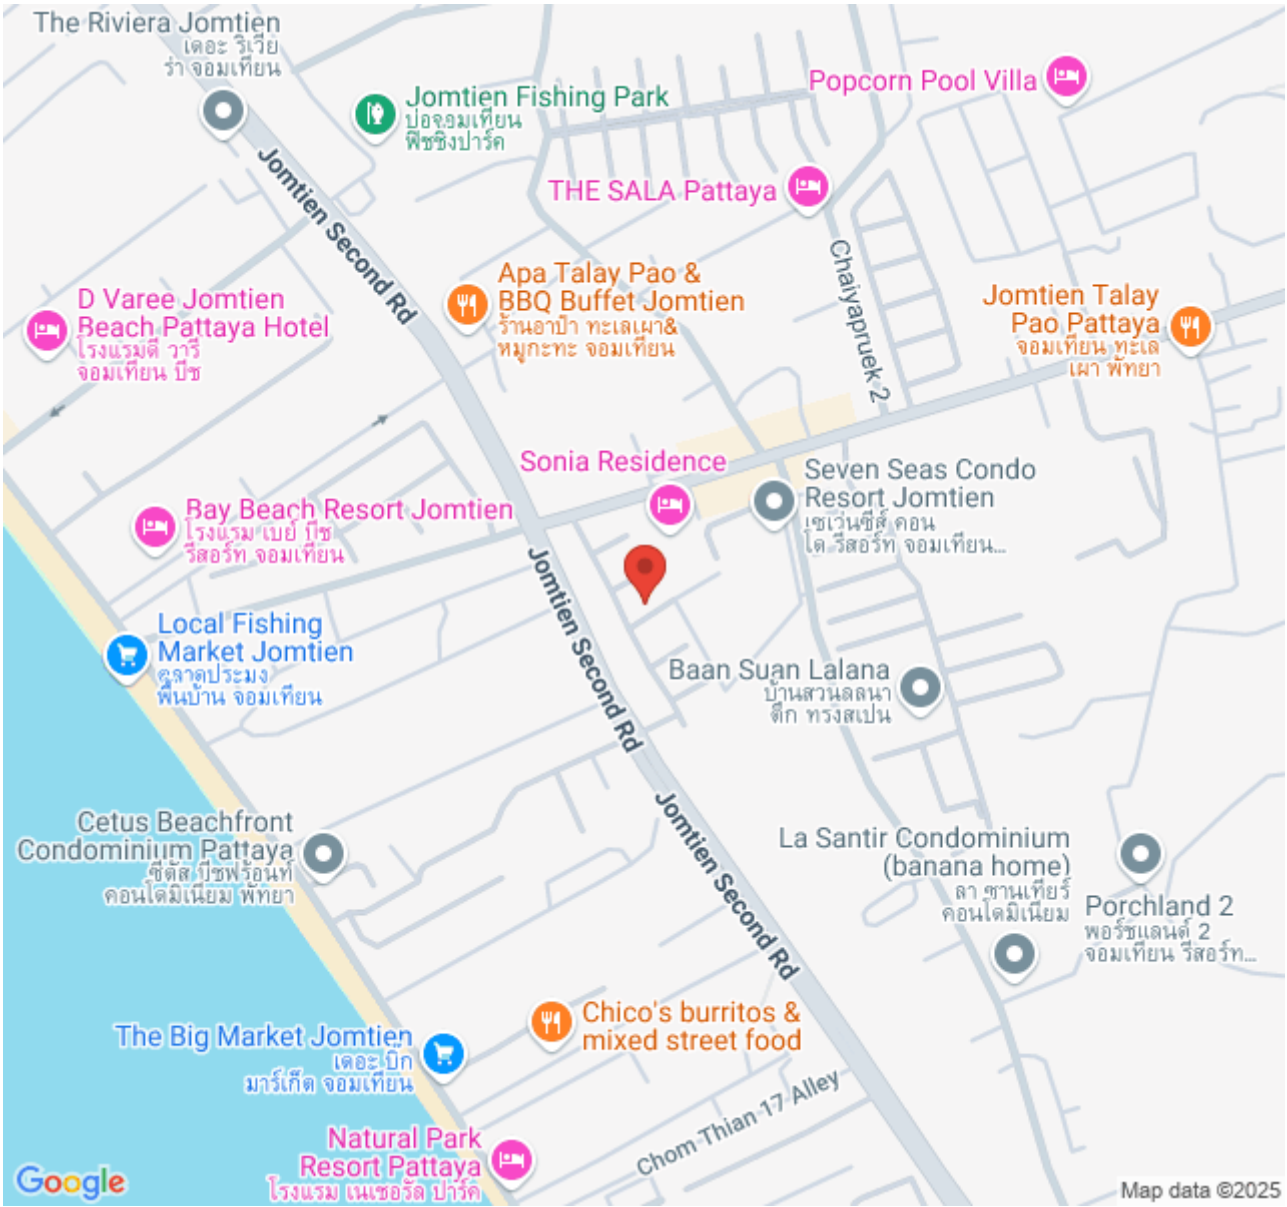 The Riviera Jomtien
เดอะ ริเวีย
ร่า จอมเทียน
Jomtien Fishing Park
บ่อจอมเทียน
ฟิชชิ่งปาร์ค
Popcorn Pool Villa
THE SALA Pattaya
Jomtien Second Rd
Chaiyapruek 2
D Varee Jomtien
Beach Pattaya Hotel
โรงแรมดี วารี
จอมเทียน บีช
Apa Talay Pao &
BBQ Buffet Jomtien
ร้านอาป๋า ทะเลเผา&
หมูกะทะ จอมเทียน
Jomtien Talay
Pao Pattaya
จอมเทียน ทะเล
เผา พัทยา
Sonia Residence
Seven Seas Condo
Resort Jomtien
เซเว่นซีส์ คอน
โด รีสอร์ท จอมเทียน...
Bay Beach Resort Jomtien
โรงแรม เบย์ บีช
รีสอร์ท จอมเทียน
Jomtien Second Rd
Local Fishing
Market Jomtien
ตลาดประมง
พื้นบ้าน จอมเทียน
Baan Suan Lalana
บ้านสวนลลนา
ตึก ทรงสเปน
Jomtien Second Rd
Cetus Beachfront
Condominium Pattaya
ซีตัส บีชฟร้อนท์
คอนโดมิเนียม พัทยา
La Santir Condominium
(banana home)
ลา ซานเทียร์
คอนโดมิเนียม
Porchland 2
พอร์ชแลนด์ 2
จอมเทียน รีสอร์ท...
Chico's burritos &
mixed street food
The Big Market Jomtien
เดอะ บิ๊ก
มาร์เก็ต จอมเทียน
Chom Thian 17 Alley
Natural Park
Resort Pattaya
โรงแรม เนเชอรัล ปาร์ค
Google
Map data ©2025